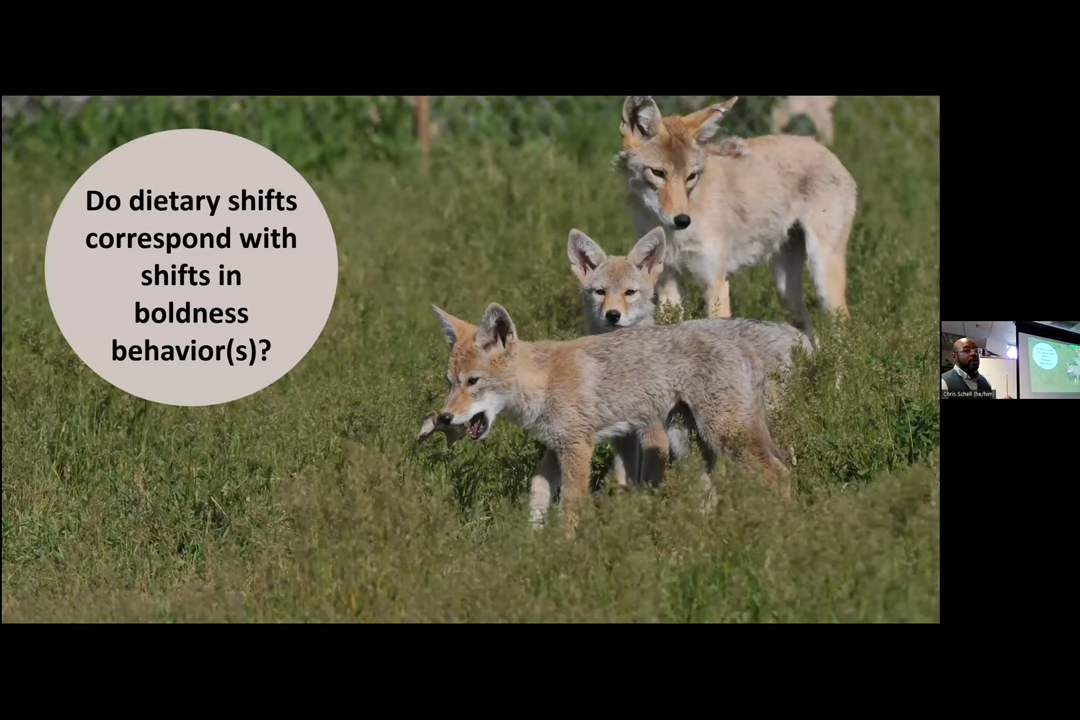 Do dietary shifts
correspond with
shifts in
boldness
behavior(s)?
Chris Schell (he/him)